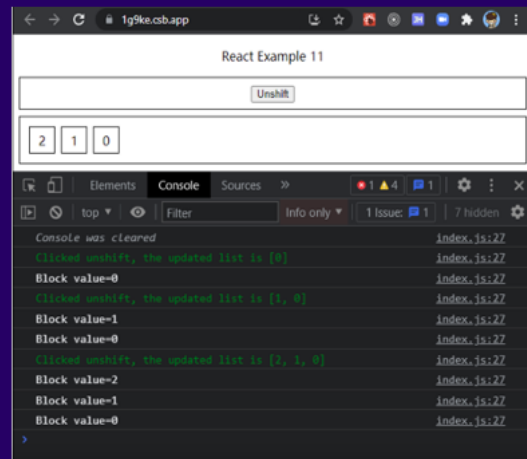 1g9ke.csb.app
React Example 11
Unshift
2 1 0
Elements Console Sources » 1 4 1
top ▼ Filter Info only ▼ 1 Issue: 1 7 hidden
Console was cleared index.js:27
Clicked unshift, the updated list is [0] index.js:27
Block value=0 index.js:27
Clicked unshift, the updated list is [1, 0] index.js:27
Block value=1 index.js:27
Block value=0 index.js:27
Clicked unshift, the updated list is [2, 1, 0] index.js:27
Block value=2 index.js:27
Block value=1 index.js:27
Block value=0 index.js:27